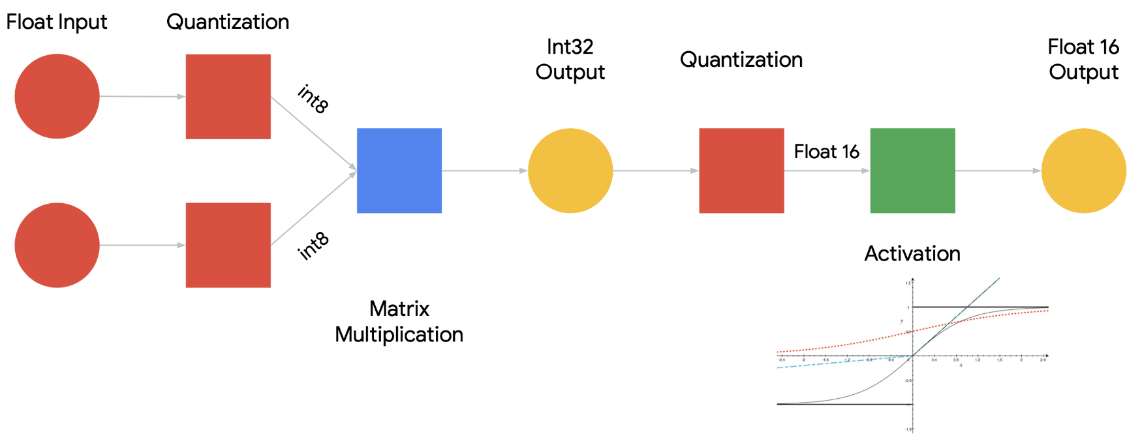 Float Input
Quantization
int8
int8
Matrix
Multiplication
Int32
Output
Quantization
Float 16
Activation
Float 16
Output